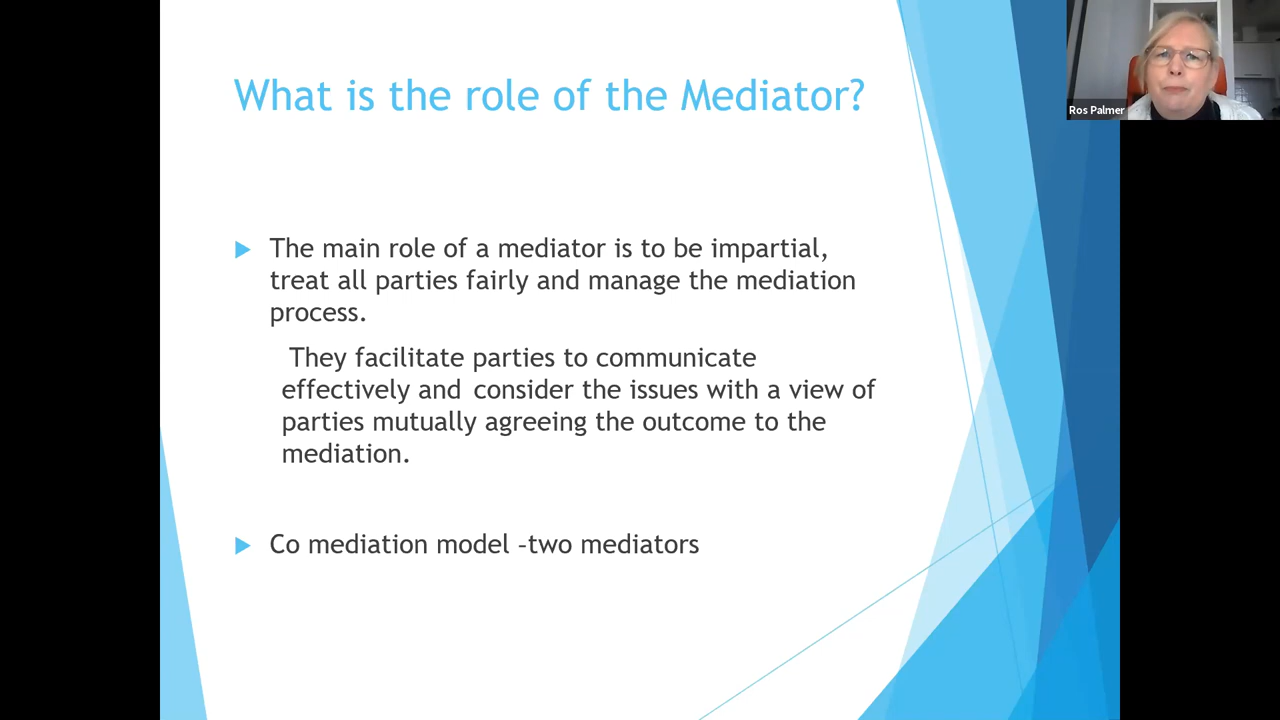 What is the role of the Mediator?
Ros Palmer
The main role of a mediator is to be impartial,
treat all parties fairly and manage the mediation
process.
They facilitate parties to communicate
effectively and consider the issues with a view of
parties mutually agreeing the outcome to the
mediation.
Co mediation model –two mediators